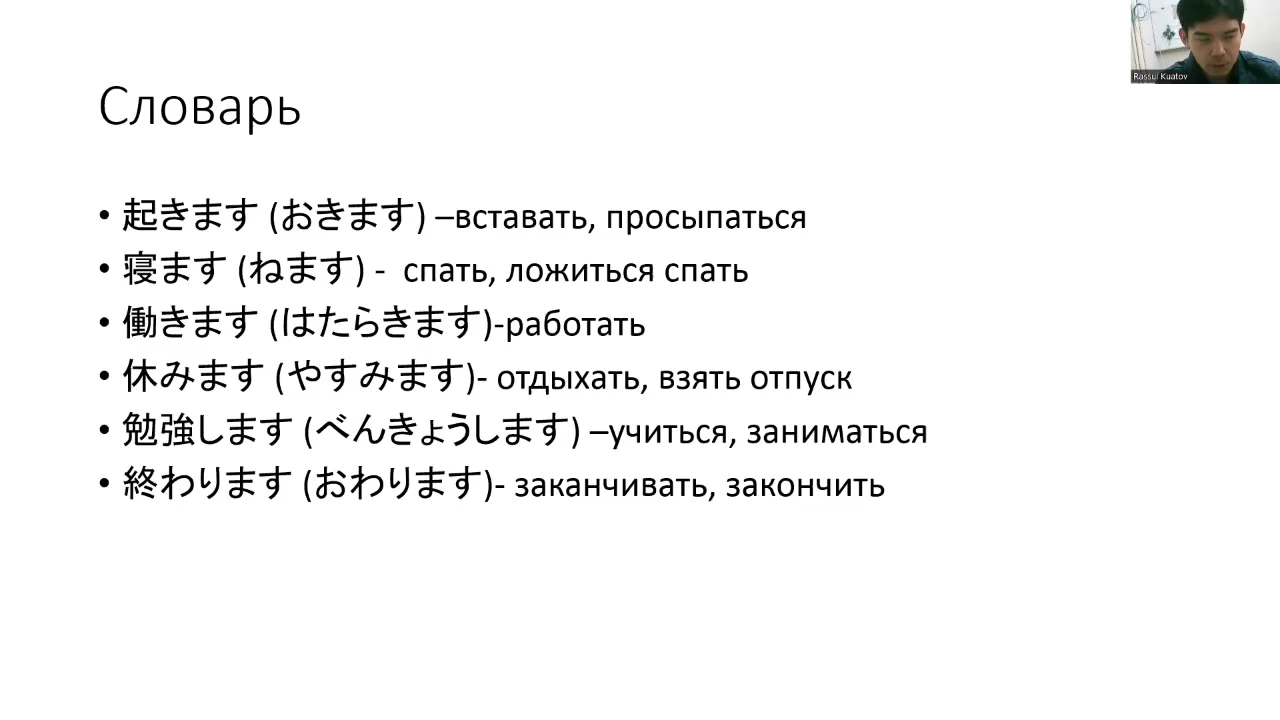 Rassul Kuatov
Словарь
• 起きます (おきます) –вставать, просыпаться
• 寝ます (ねます) -  спать, ложиться спать
• 働きます (はたらきます)-работать
• 休みます (やすみます)- отдыхать, взять отпуск
• 勉強します (べんきょうします) –учиться, заниматься
• 終わります (おわります)- заканчивать, закончить